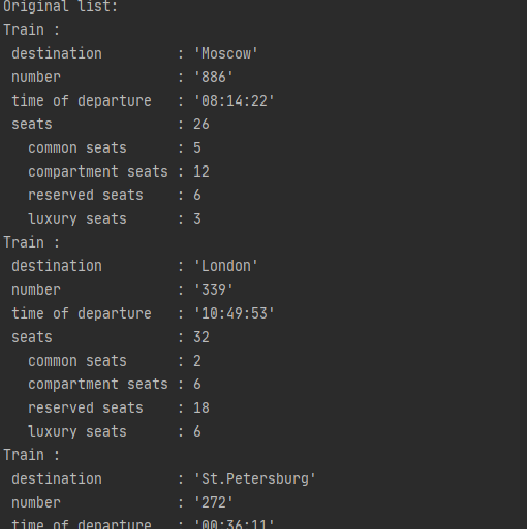 Original list:
Train :
 destination         : 'Moscow'
 number              : '886'
 time of departure   : '08:14:22'
 seats               : 26
   common seats      : 5
   compartment seats : 12
   reserved seats    : 6
   luxury seats      : 3
Train :
 destination         : 'London'
 number              : '339'
 time of departure   : '10:49:53'
 seats               : 32
   common seats      : 2
   compartment seats : 6
   reserved seats    : 18
   luxury seats      : 6
Train :
 destination         : 'St.Petersburg'
 number              : '272'
 time of departure   : '00:36:11'